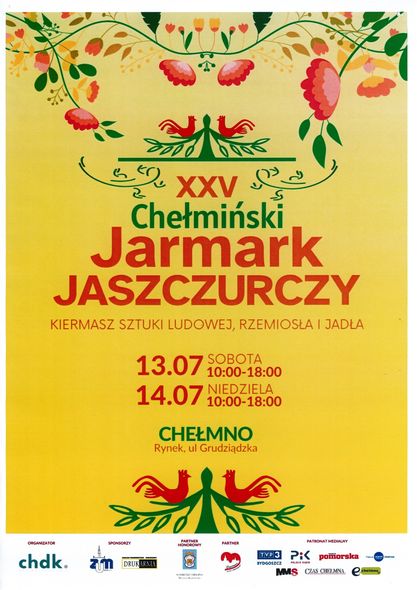 XXV
Chełmiński
Jarmark
JASZCZURCZY
KIERMASZ SZTUKI LUDOWEJ, RZEMIOSŁA I JADŁA
13.07 SOBOTA
10:00-18:00
14.07 NIEDZIELA
10:00-18:00
CHEŁMNO
Rynek, ul Grudziądzka
ORGANIZATOR SPONSORZY PARTNER HONOROWY PARTNER PATRONAT MEDIALNY
chdk. DRUKARNIA TVP3 BYDGOSZCZ PiK pomorska
MMS CZAS CHEŁMNA